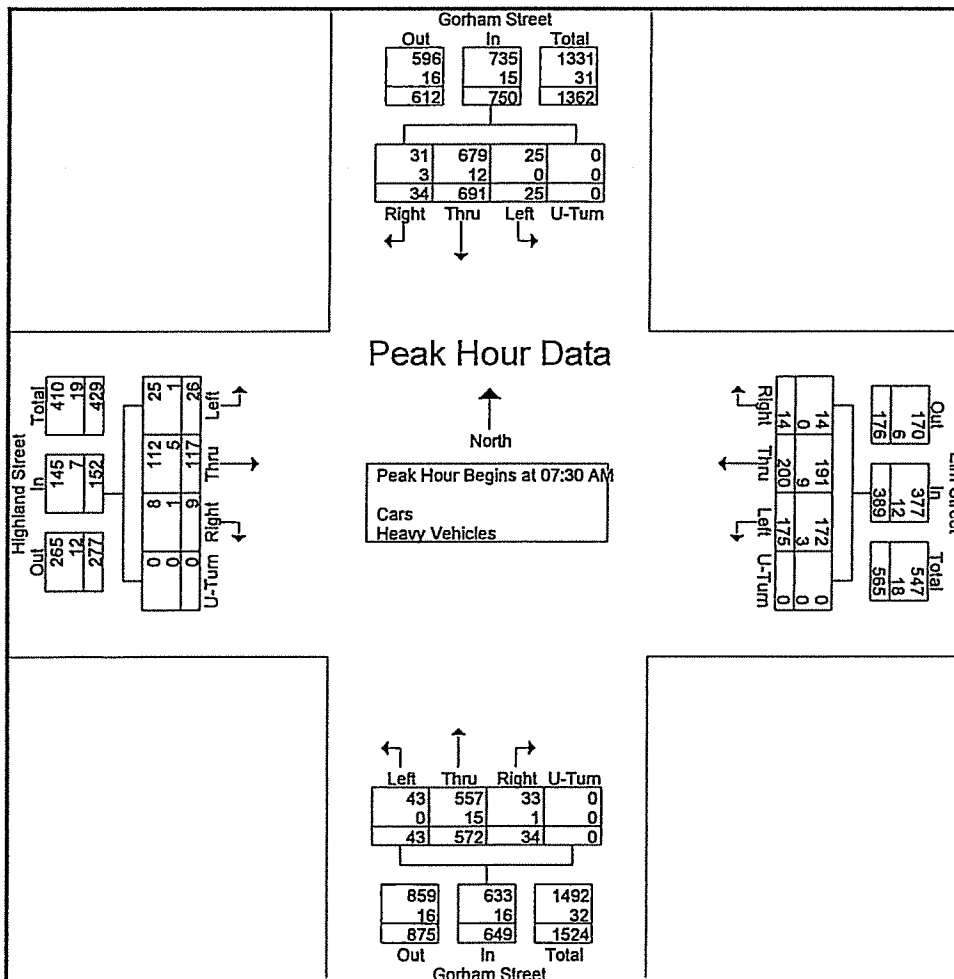 Gorham Street
Out In Total
596 735 1331
16 15 31
612 750 1362
31 679 25 0
3 12 0 0
34 691 25 0
Right Thru Left U-Turn
Peak Hour Data
North
Peak Hour Begins at 07:30 AM
Cars
Heavy Vehicles
Highland Street
Total In Out
410 145 265
19 7 12
429 152 277
25 112 8 0
1 5 1 0
26 117 9 0
Left Thru Right U-Turn
Street
Out In Total
170 377 547
6 12 18
176 389 565
14 191 172 0
0 9 3 0
14 200 175 0
Right Thru Left U-Turn
Left Thru Right U-Turn
43 557 33 0
0 15 1 0
43 572 34 0
859 633 1492
16 16 32
875 649 1524
Out In Total
Gorham Street